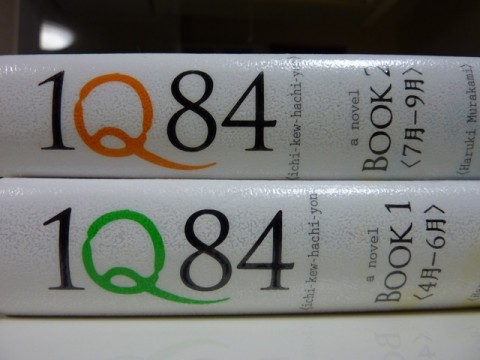 1Q84
(ichi-kew-hachi-yon)
a novel
BOOK 2
〈7月-9月〉
(Haruki Murakami)
1Q84
(ichi-kew-hachi-yon)
a novel
BOOK 1
〈4月-6月〉